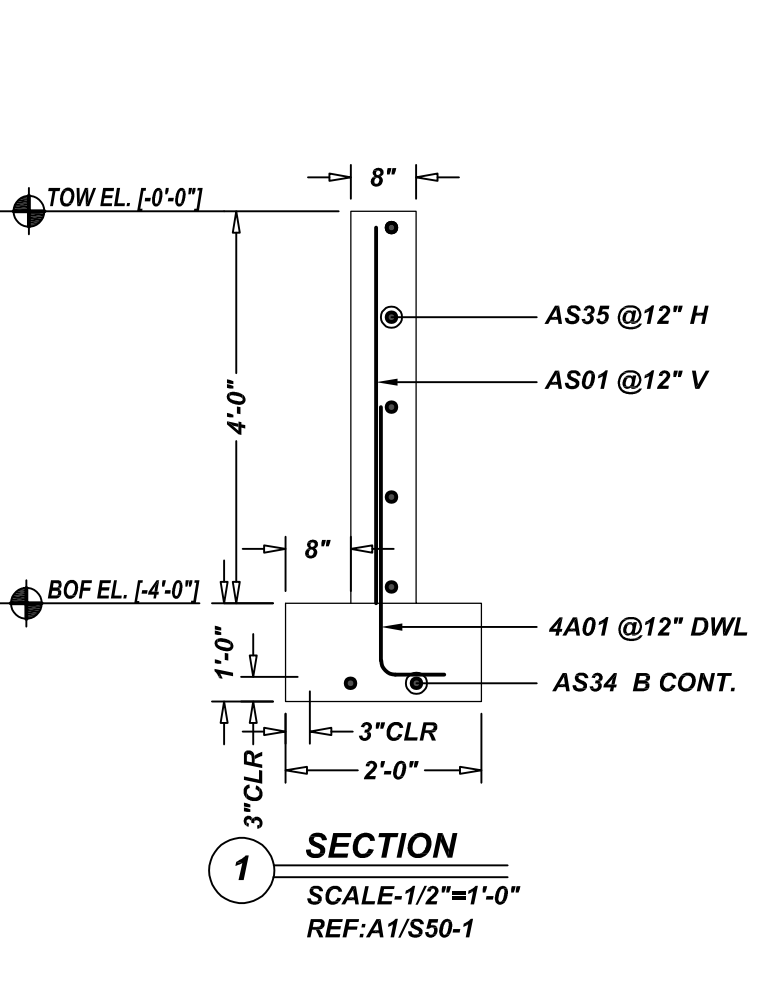 8"
TOW EL. [-0'-0"]
AS35 @12" H
AS01 @12" V
4'-0"
8"
BOF EL. [-4'-0"]
4A01 @12" DWL
1'-0"
AS34 B CONT.
3"CLR
2'-0"
3"CLR
1
SECTION
SCALE-1/2"=1'-0"
REF:A1/S50-1